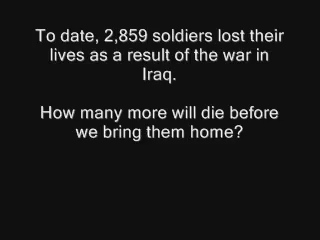 To date, 2,859 soldiers lost their
lives as a result of the war in
Iraq.
How many more will die before
we bring them home?